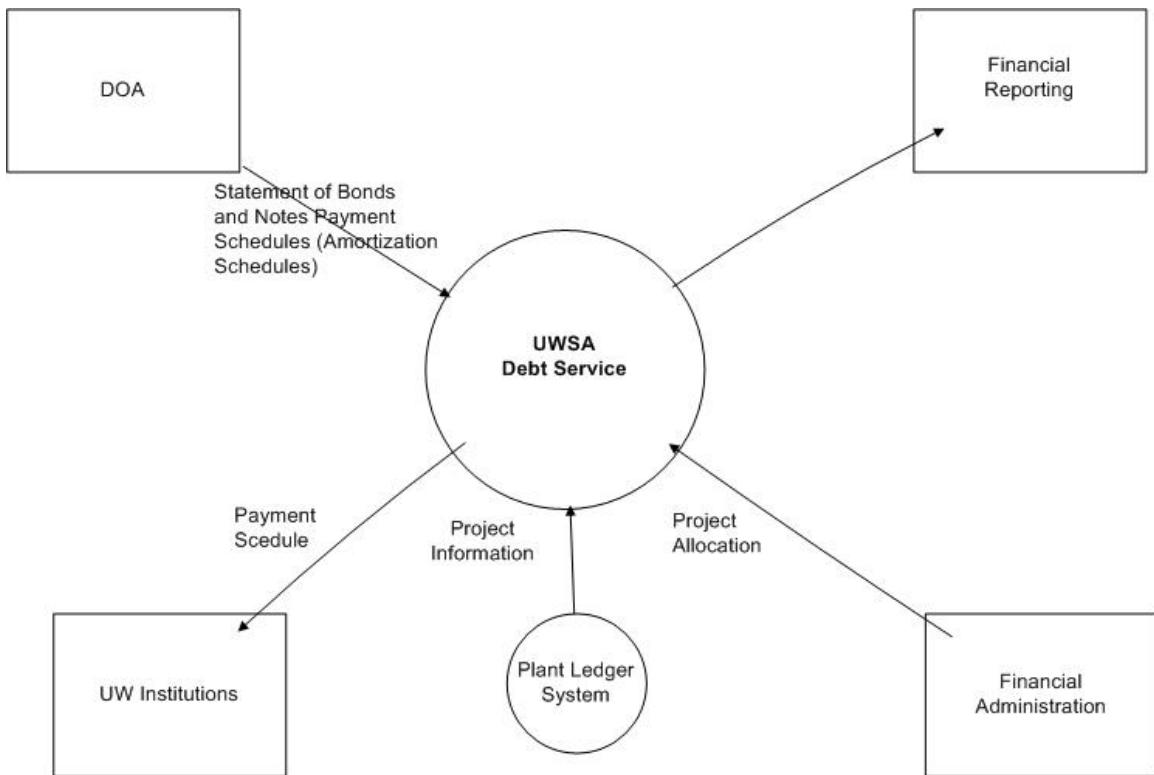 DOA
Financial
Reporting
Statement of Bonds
and Notes Payment
Schedules (Amortization
Schedules)
UWSA
Debt Service
Payment
Scedule
Project
Information
Project
Allocation
UW Institutions
Plant Ledger
System
Financial
Administration